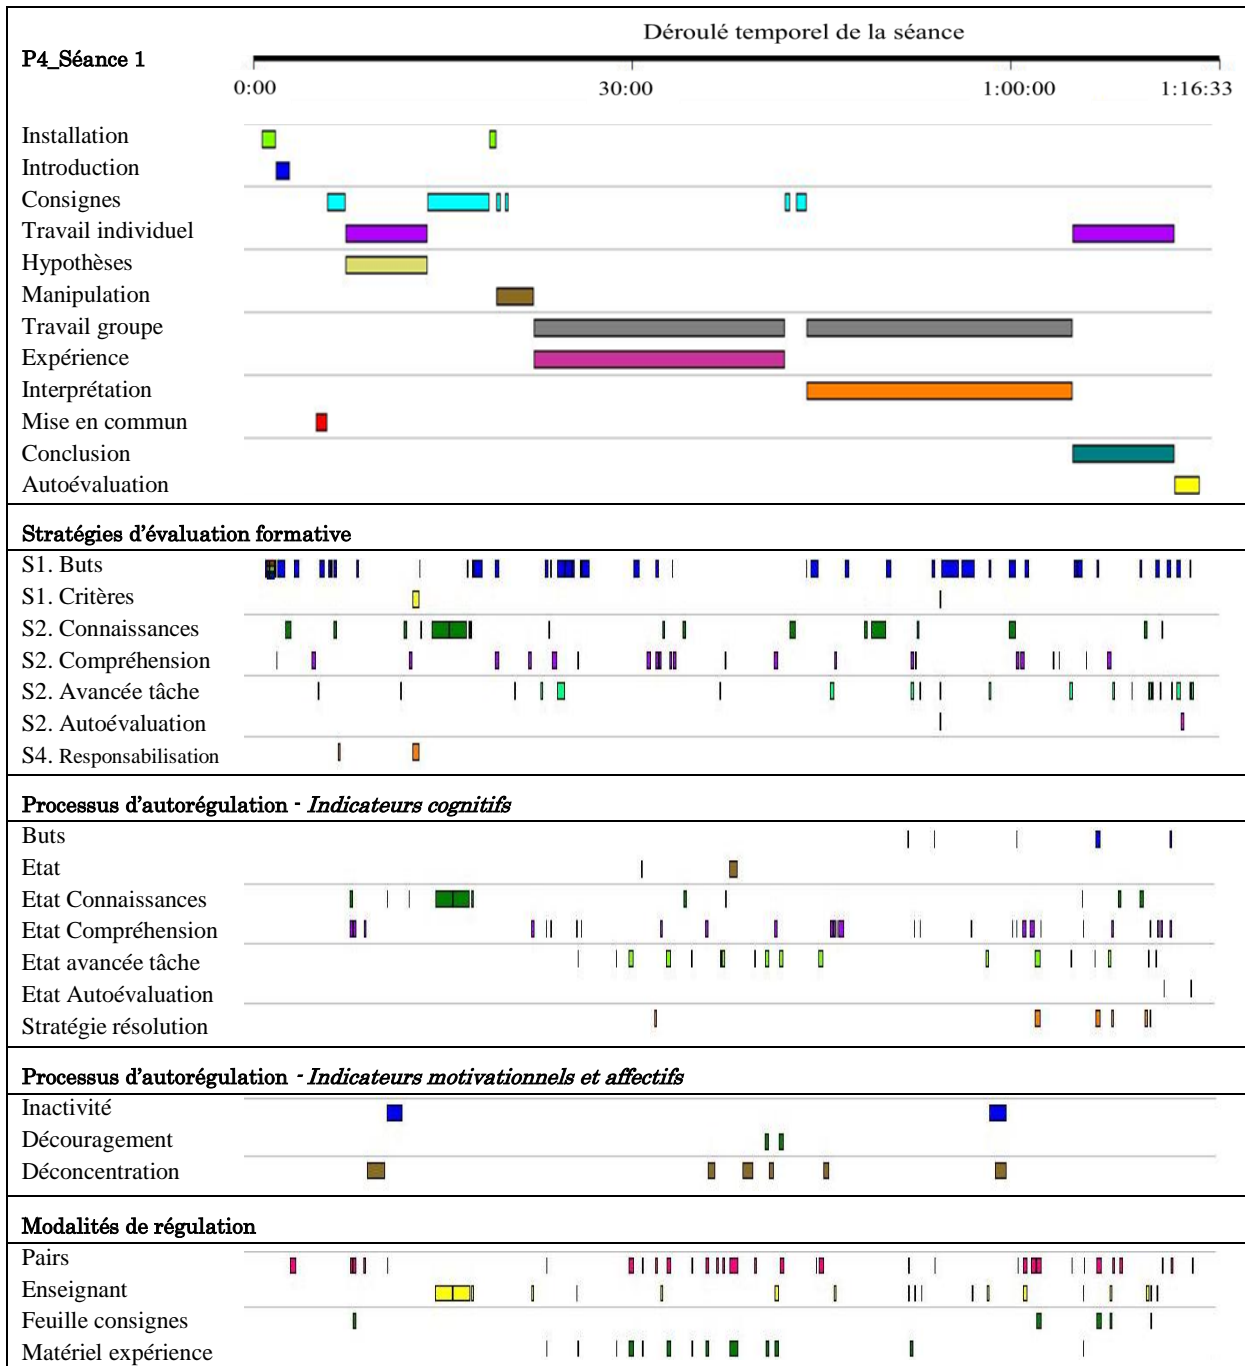 Déroulé temporel de la séance
P4_Séance 1
0:00 30:00 1:00:00 1:16:33
Installation
Introduction
Consignes
Travail individuel
Hypothèses
Manipulation
Travail groupe
Expérience
Interprétation
Mise en commun
Conclusion
Autoévaluation
Stratégies d'évaluation formative
S1. Buts
S1. Critères
S2. Connaissances
S2. Compréhension
S2. Avancée tâche
S2. Autoévaluation
S4. Responsabilisation
Processus d'autorégulation - Indicateurs cognitifs
Buts
Etat
Etat Connaissances
Etat Compréhension
Etat avancée tâche
Etat Autoévaluation
Stratégie résolution
Processus d'autorégulation - Indicateurs motivationnels et affectifs
Inactivité
Découragement
Déconcentration
Modalités de régulation
Pairs
Enseignant
Feuille consignes
Matériel expérience